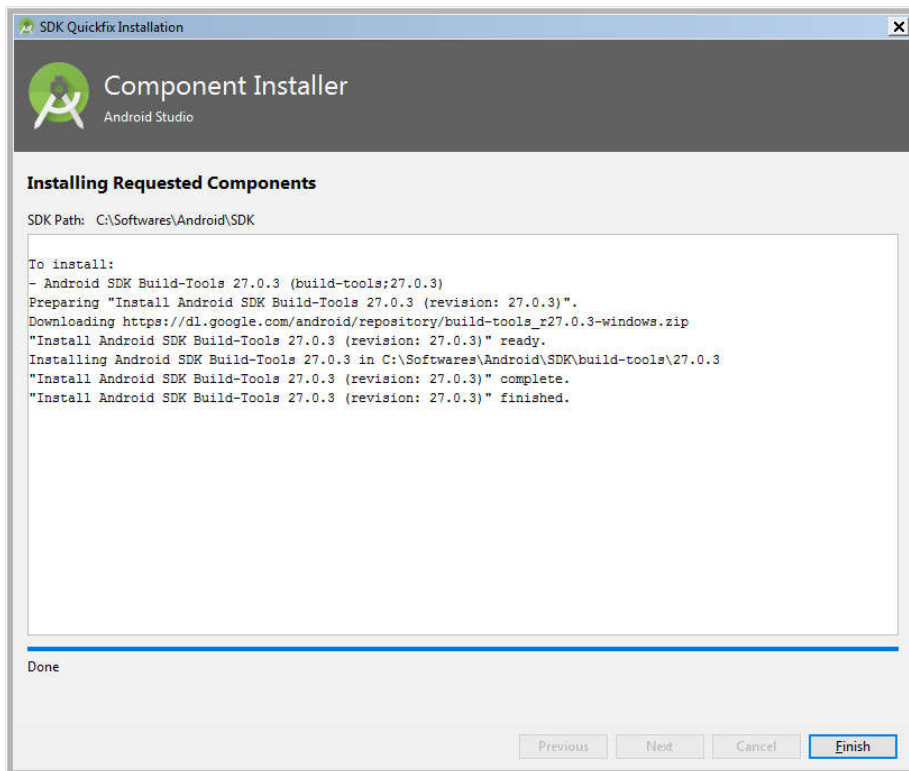 SDK Quickfix Installation
Component Installer
Android Studio
Installing Requested Components
SDK Path: C:\Softwares\Android\SDK
To install:
- Android SDK Build-Tools 27.0.3 (build-tools;27.0.3)
Preparing "Install Android SDK Build-Tools 27.0.3 (revision: 27.0.3)".
Downloading https://dl.google.com/android/repository/build-tools_r27.0.3-windows.zip
"Install Android SDK Build-Tools 27.0.3 (revision: 27.0.3)" ready.
Installing Android SDK Build-Tools 27.0.3 in C:\Softwares\Android\SDK\build-tools\27.0.3
"Install Android SDK Build-Tools 27.0.3 (revision: 27.0.3)" complete.
"Install Android SDK Build-Tools 27.0.3 (revision: 27.0.3)" finished.
Done
Previous Next Cancel Finish